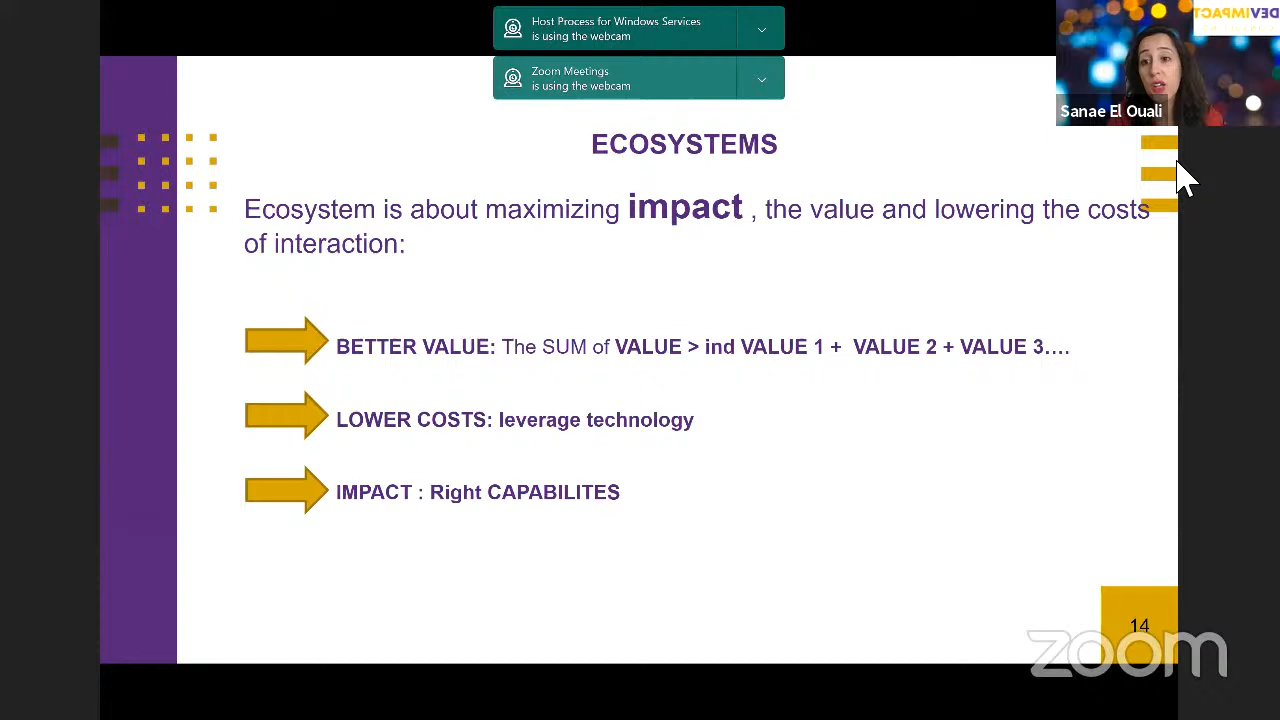 Host Process for Windows Services
is using the webcam
Zoom Meetings
is using the webcam
DEVIMPACT
Sanae El Ouali
ECOSYSTEMS
Ecosystem is about maximizing impact , the value and lowering the costs
of interaction:
BETTER VALUE: The SUM of VALUE > ind VALUE 1 + VALUE 2 + VALUE 3....
LOWER COSTS: leverage technology
IMPACT : Right CAPABILITES
14
zoom